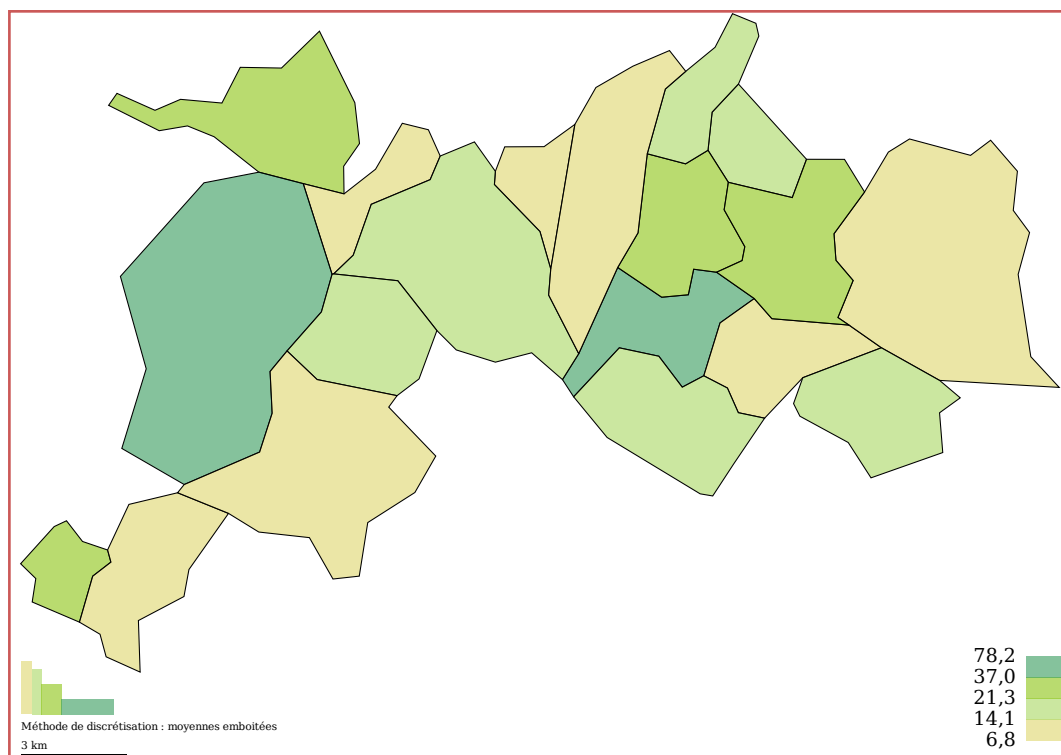 78,2
37,0
21,3
14,1
6,8
Méthode de discrétisation : moyennes emboitées
3 km